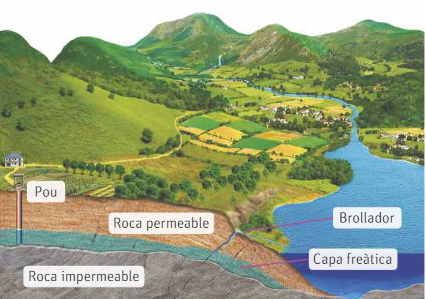 Pou
Roca permeable
Brollador
Capa freàtica
Roca impermeable